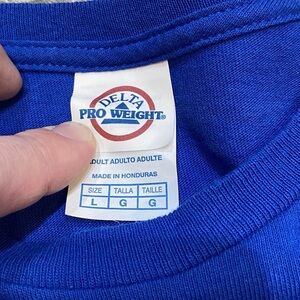 DELTA
PRO WEIGHT®
ADULT ADULTO ADULTE
MADE IN HONDURAS
SIZE TALLA TAILLE
L G G